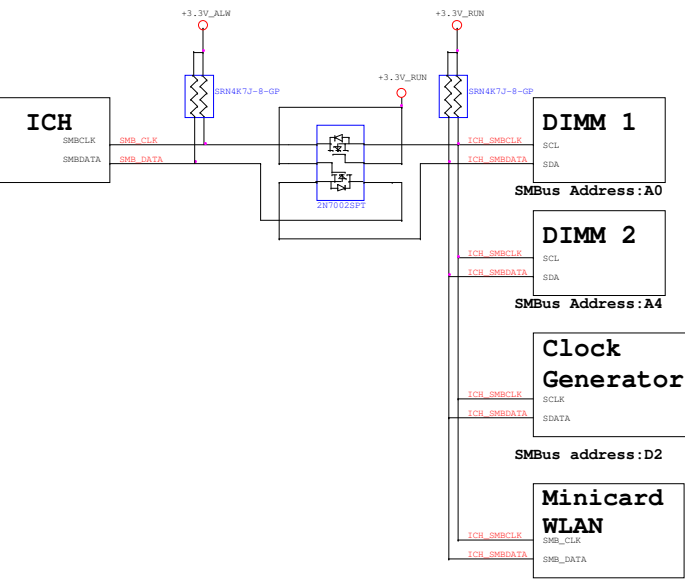 +3.3V_ALW
+3.3V_RUN
+3.3V_RUN
SRN4K7J-8-GP
SRN4K7J-8-GP
ICH
SMBCLK
SMB_CLK
SMBDATA
SMB_DATA
2N7002SPT
DIMM 1
ICH_SMBCLK
SCL
ICH_SMBDATA
SDA
SMBus Address:A0
DIMM 2
ICH_SMBCLK
SCL
ICH_SMBDATA
SDA
SMBus Address:A4
Clock
Generator
ICH_SMBCLK
SCLK
ICH_SMBDATA
SDATA
SMBus address:D2
Minicard
WLAN
ICH_SMBCLK
SMB_CLK
ICH_SMBDATA
SMB_DATA